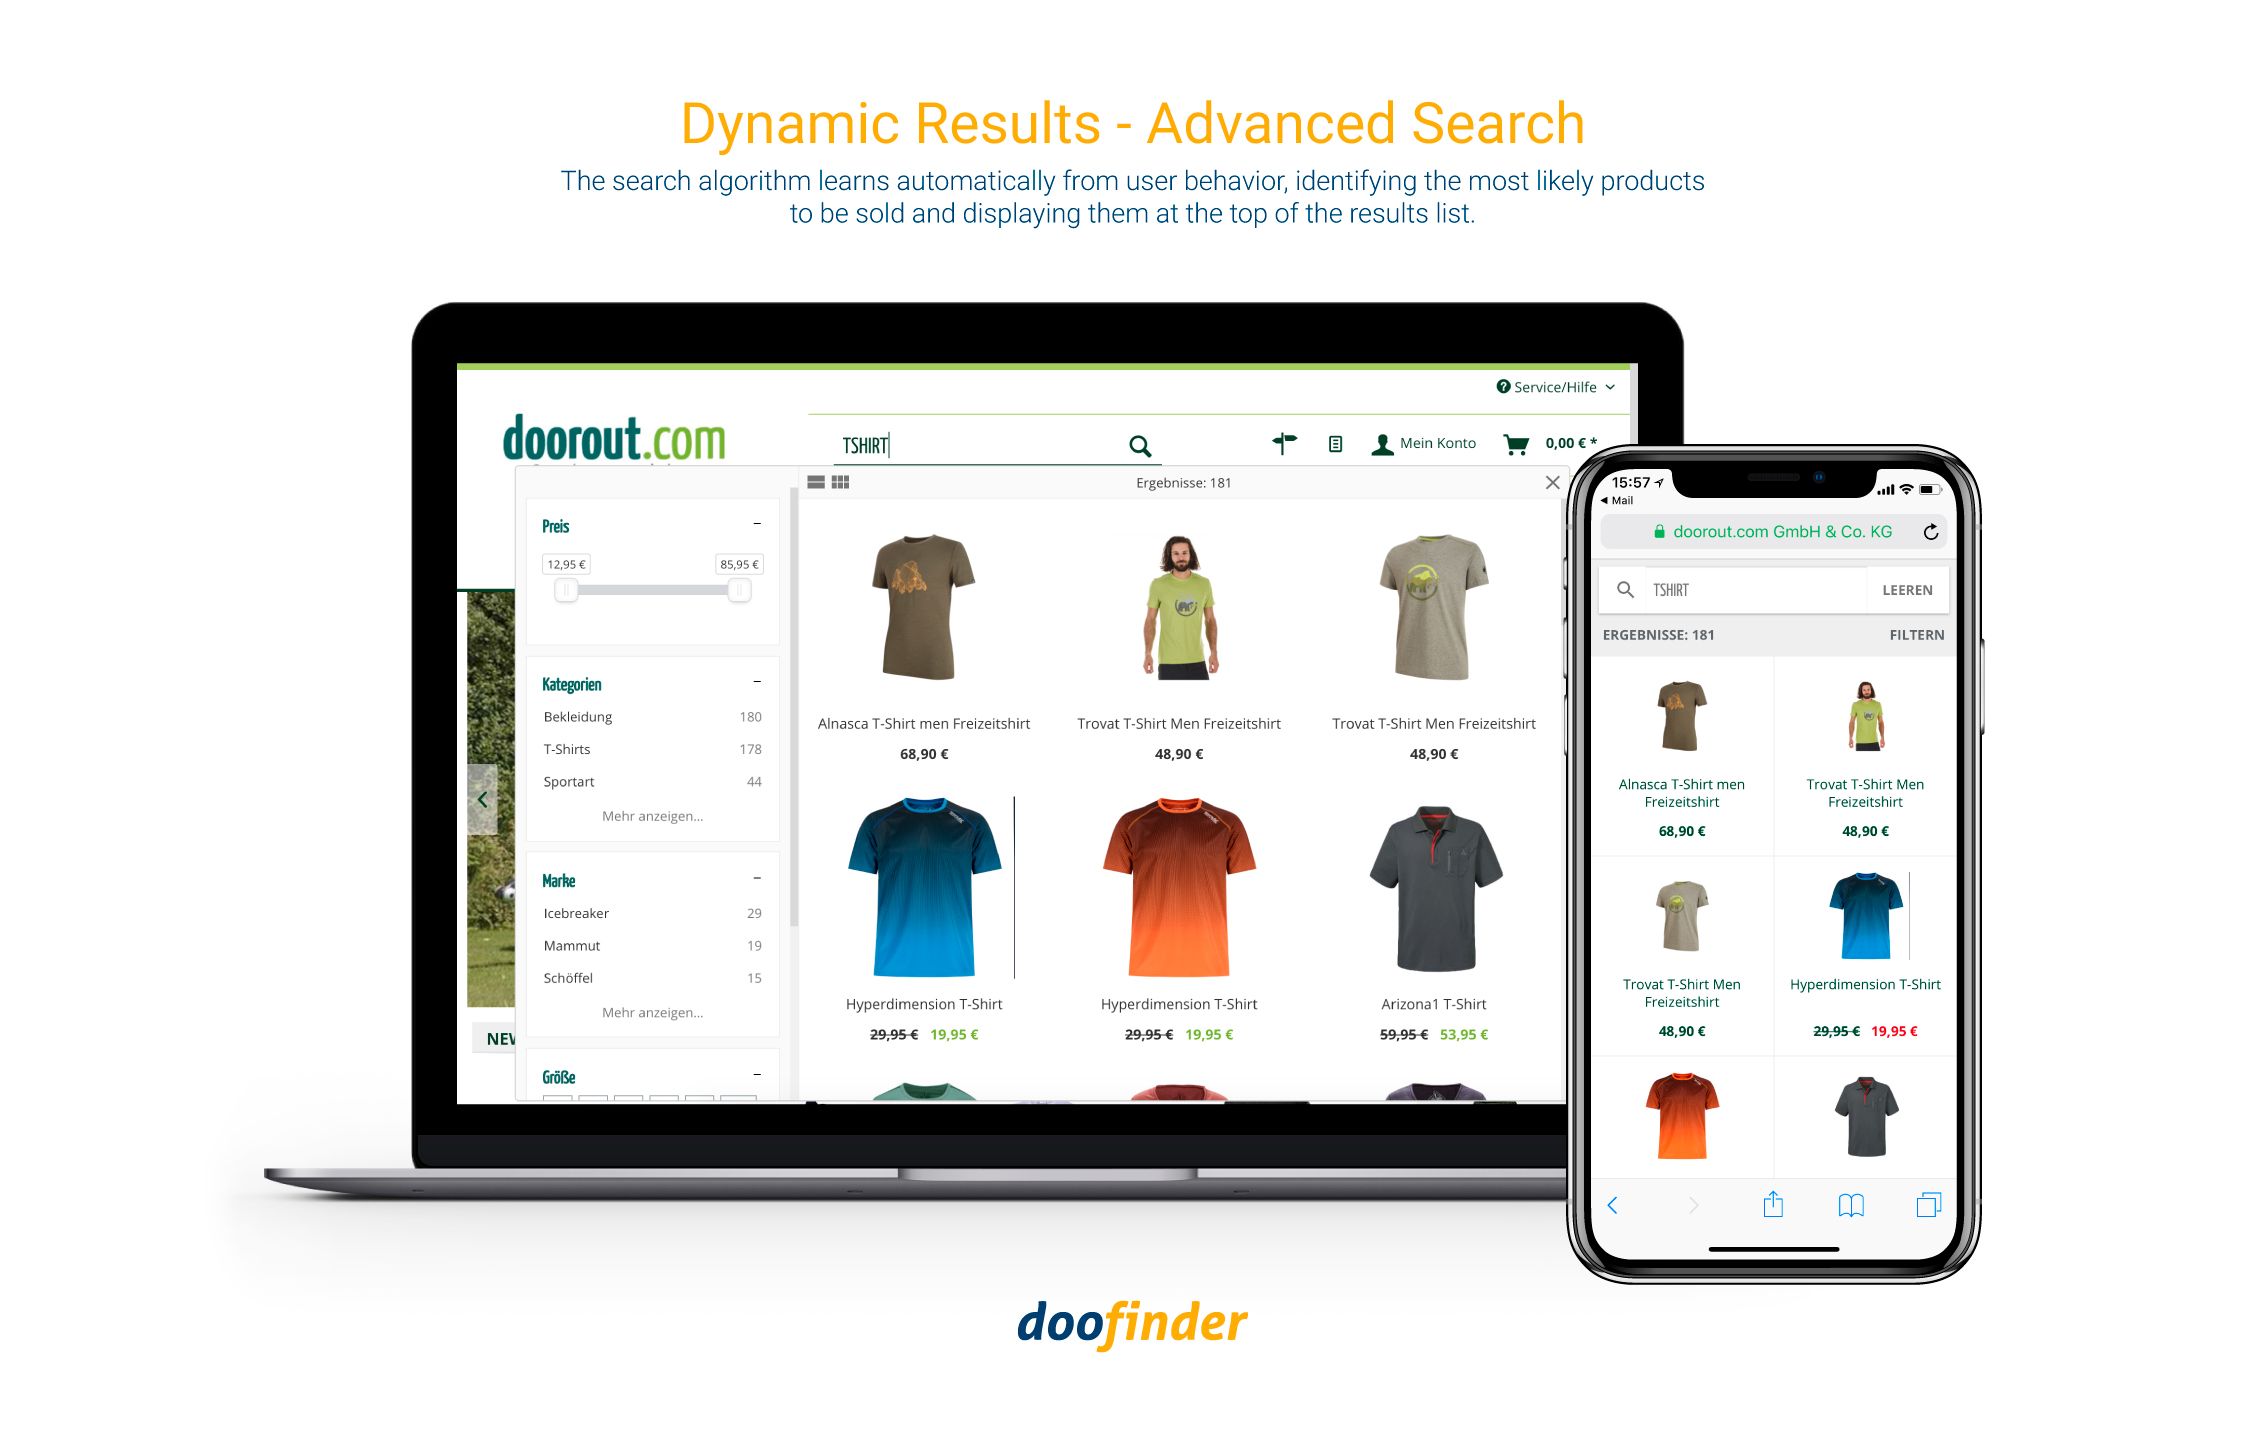 Dynamic Results - Advanced Search
The search algorithm learns automatically from user behavior, identifying the most likely products
to be sold and displaying them at the top of the results list.
Service/Hilfe
doorout.com
TSHIRT
Mein Konto
0,00 € *
Ergebnisse: 181
Preis
12,95 €
85,95 €
Kategorien
Bekleidung 180
T-Shirts 178
Sportart 44
Mehr anzeigen...
Marke
Icebreaker 29
Mammut 19
Schöffel 15
Mehr anzeigen...
Größe
Alnasca T-Shirt men Freizeitshirt
68,90 €
Trovat T-Shirt Men Freizeitshirt
48,90 €
Trovat T-Shirt Men Freizeitshirt
48,90 €
Hyperdimension T-Shirt
29,95 € 19,95 €
Hyperdimension T-Shirt
29,95 € 19,95 €
Arizona1 T-Shirt
59,95 € 53,95 €
15:57
Mail
doorout.com GmbH & Co. KG
TSHIRT
LEEREN
ERGEBNISSE: 181
FILTERN
Alnasca T-Shirt men
Freizeitshirt
68,90 €
Trovat T-Shirt Men
Freizeitshirt
48,90 €
Trovat T-Shirt Men
Freizeitshirt
48,90 €
Hyperdimension T-Shirt
29,95 € 19,95 €
doofinder